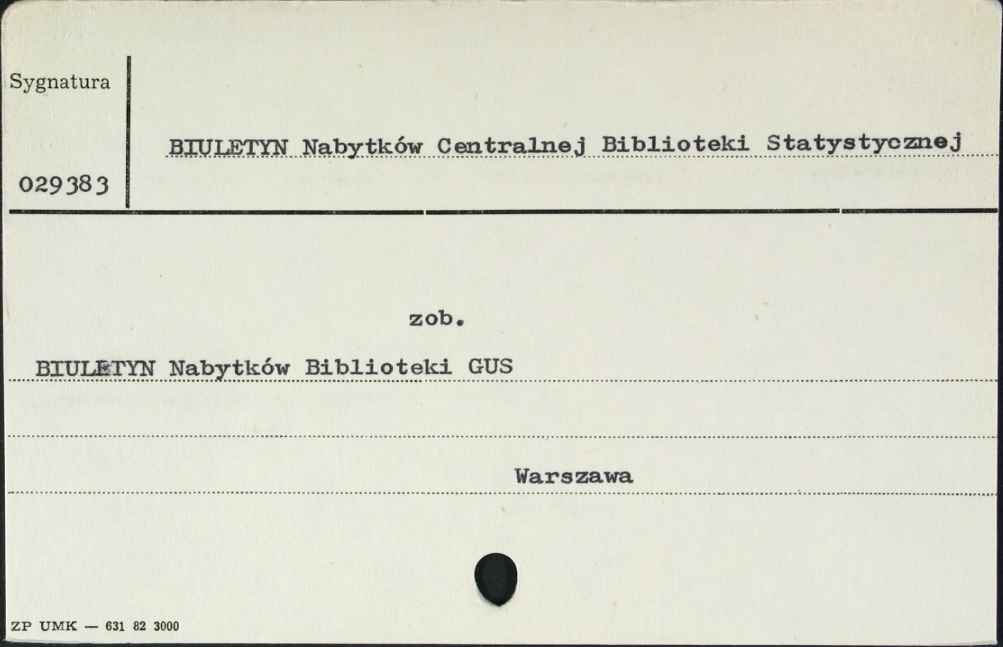 Sygnatura
BIULETYN Nabytków Centralnej Biblioteki Statystycznej
029383
zob.
BIULETYN Nabytków Biblioteki GUS
Warszawa
ZP UMK — 631 82 3000